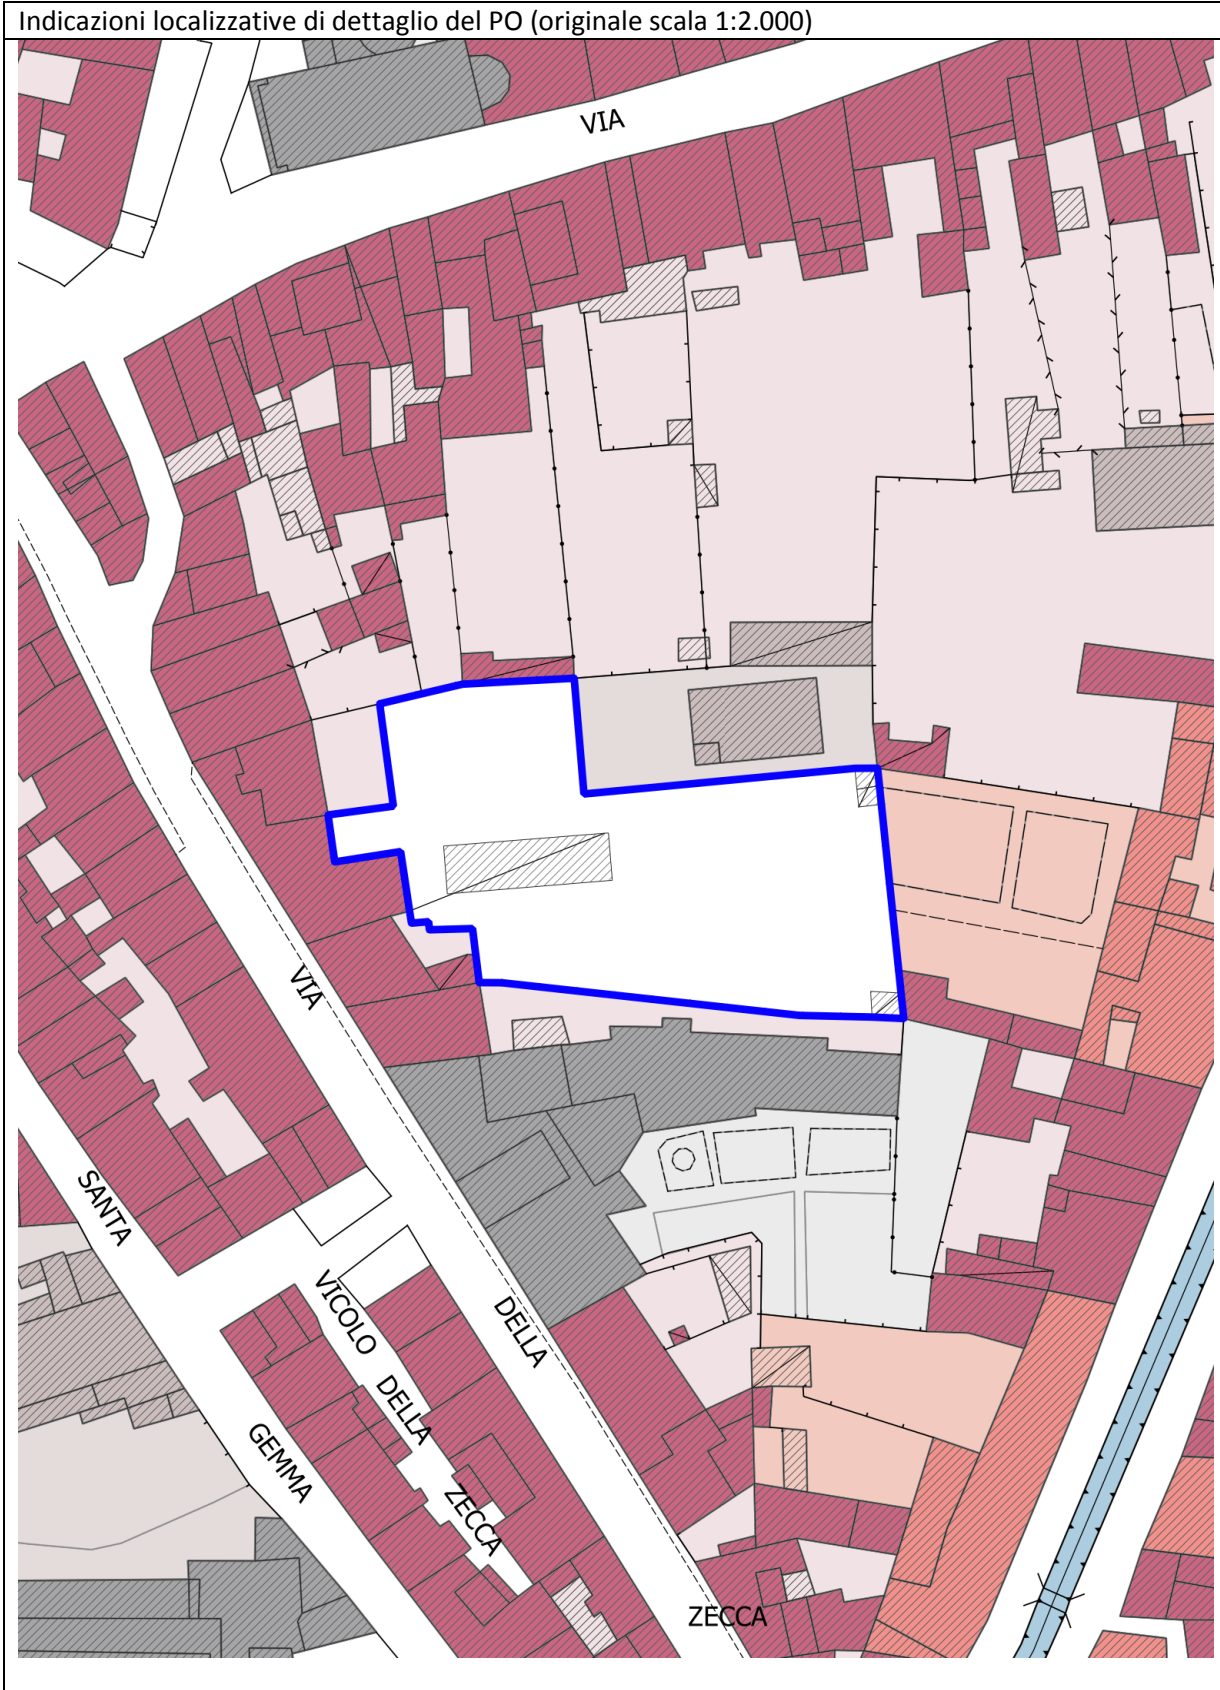 Indicazioni localizzative di dettaglio del PO (originale scala 1:2.000)
VIA
VIA
SANTA
VICOLO
DELLA
DELLA
GEMMA
ZECCA
ZECCA